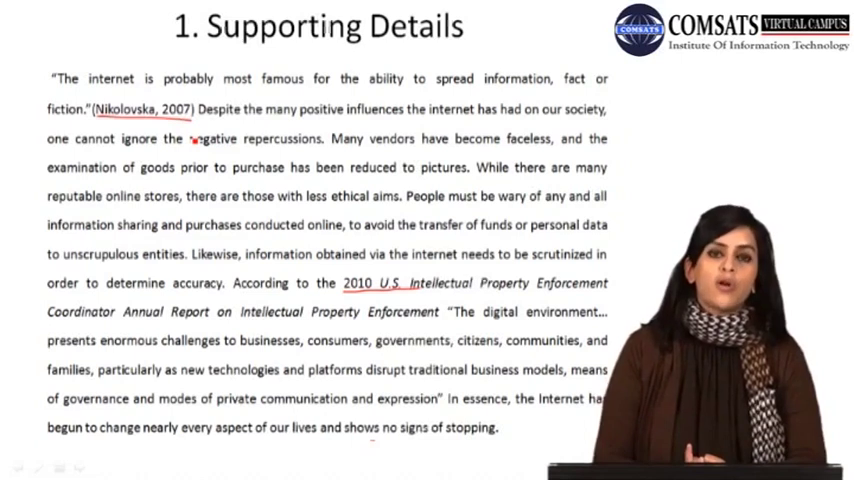 1. Supporting Details
COMSATS
COMSATS VIRTUAL CAMPUS
Institute Of Information Technology
"The internet is probably most famous for the ability to spread information, fact or
fiction."(Nikolovska, 2007) Despite the many positive influences the internet has had on our society,
one cannot ignore the negative repercussions. Many vendors have become faceless, and the
examination of goods prior to purchase has been reduced to pictures. While there are many
reputable online stores, there are those with less ethical aims. People must be wary of any and all
information sharing and purchases conducted online, to avoid the transfer of funds or personal data
to unscrupulous entities. Likewise, information obtained via the internet needs to be scrutinized in
order to determine accuracy. According to the 2010 U.S. Intellectual Property Enforcement
Coordinator Annual Report on Intellectual Property Enforcement "The digital environment...
presents enormous challenges to businesses, consumers, governments, citizens, communities, and
families, particularly as new technologies and platforms disrupt traditional business models, means
of governance and modes of private communication and expression" In essence, the Internet has
begun to change nearly every aspect of our lives and shows no signs of stopping.